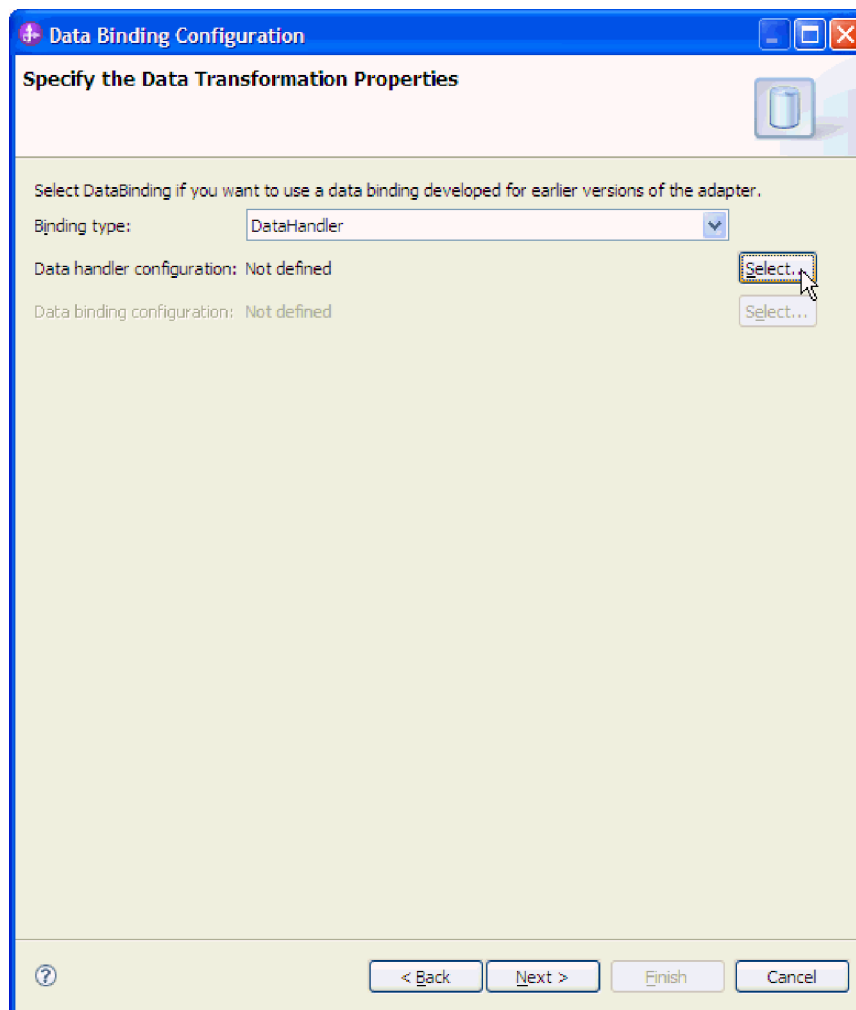 Data Binding Configuration
Specify the Data Transformation Properties
Select DataBinding if you want to use a data binding developed for earlier versions of the adapter.
Binding type: DataHandler
Data handler configuration: Not defined Select...
Data binding configuration: Not defined Select...
? < Back Next > Finish Cancel